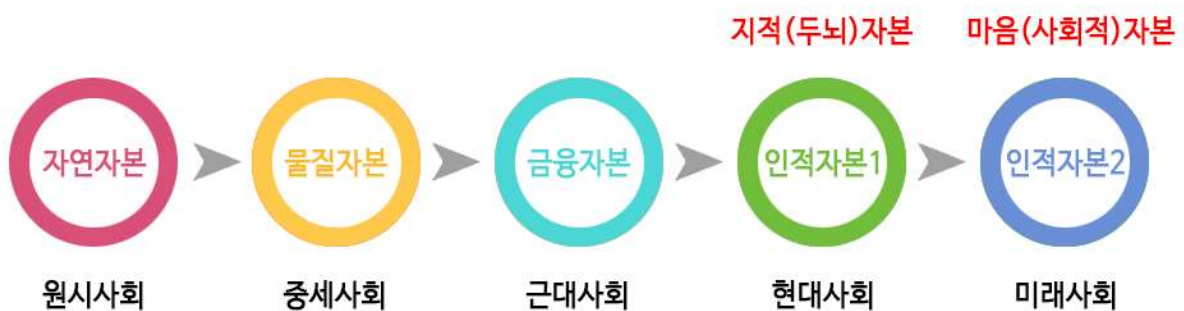 지적(두뇌)자본 마음(사회적)자본
자연자본 물질자본 금융자본 인적자본1 인적자본2
원시사회 중세사회 근대사회 현대사회 미래사회